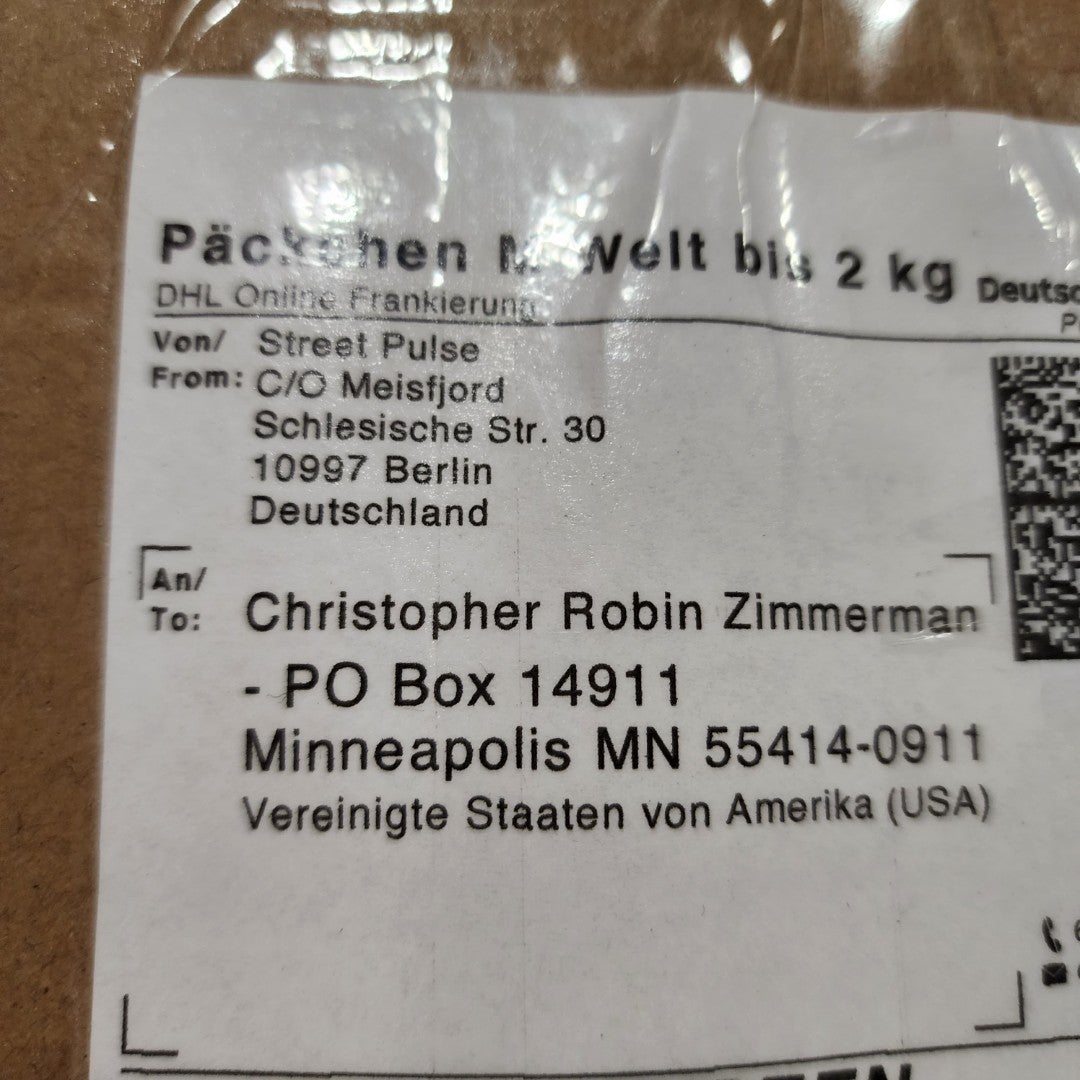 Päckchen M Welt bis 2 kg
DHL Online Frankierung
Von/ Street Pulse
From: C/O Meisfjord
Schlesische Str. 30
10997 Berlin
Deutschland
An/
To: Christopher Robin Zimmerman
- PO Box 14911
Minneapolis MN 55414-0911
Vereinigte Staaten von Amerika (USA)